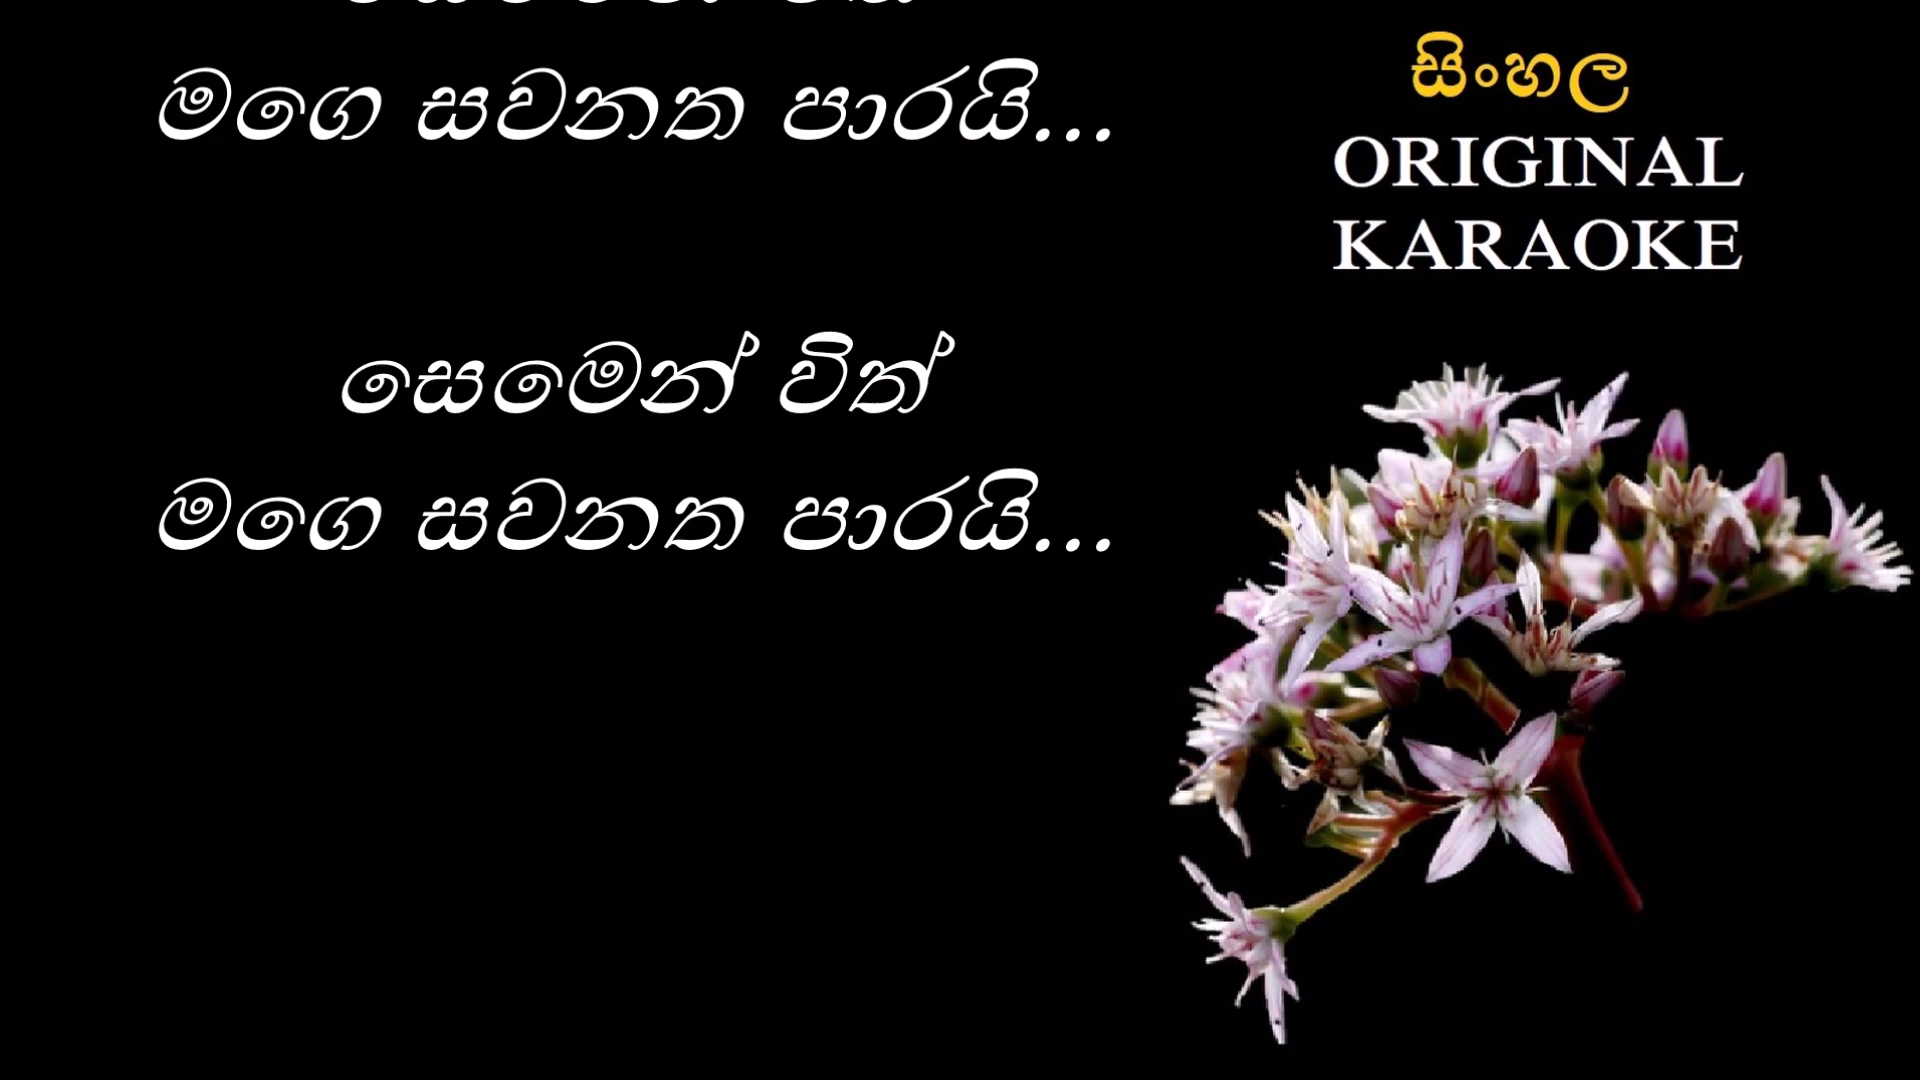 මගෙ සවනත පාරයි...
සෙමෙන් විත්
මගෙ සවනත පාරයි...
සිංහල
ORIGINAL
KARAOKE